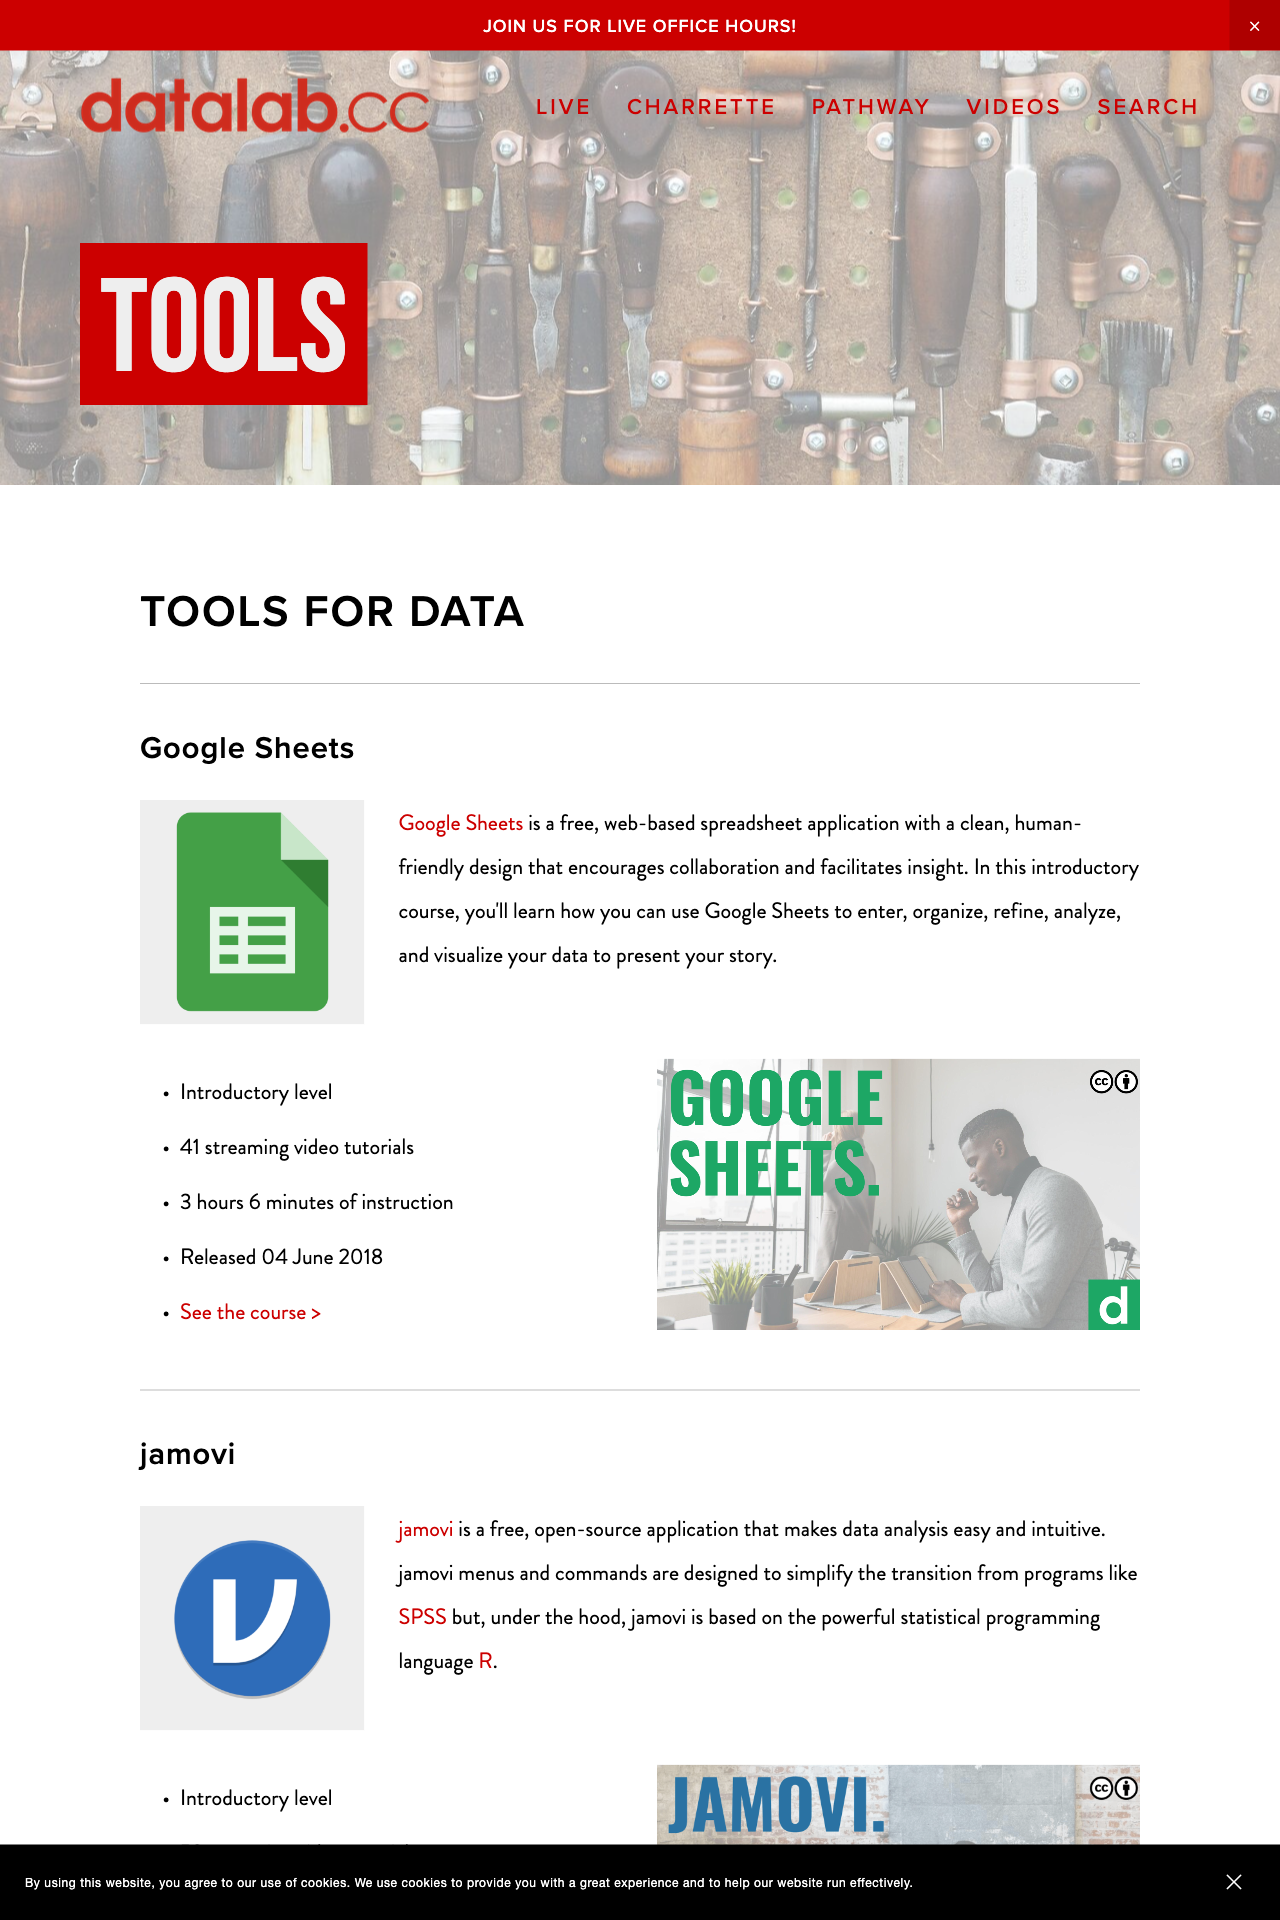 JOIN US FOR LIVE OFFICE HOURS!
datalab.cc
LIVE CHARRETTE PATHWAY VIDEOS SEARCH
TOOLS
TOOLS FOR DATA
Google Sheets
Google Sheets is a free, web-based spreadsheet application with a clean, human-
friendly design that encourages collaboration and facilitates insight. In this introductory
course, you'll learn how you can use Google Sheets to enter, organize, refine, analyze,
and visualize your data to present your story.
• Introductory level
• 41 streaming video tutorials
• 3 hours 6 minutes of instruction
• Released 04 June 2018
• See the course >
GOOGLE
SHEETS.
cc
d
jamovi
jamovi is a free, open-source application that makes data analysis easy and intuitive.
jamovi menus and commands are designed to simplify the transition from programs like
SPSS but, under the hood, jamovi is based on the powerful statistical programming
language R.
• Introductory level
JAMOVI.
cc
By using this website, you agree to our use of cookies. We use cookies to provide you with a great experience and to help our website run effectively.